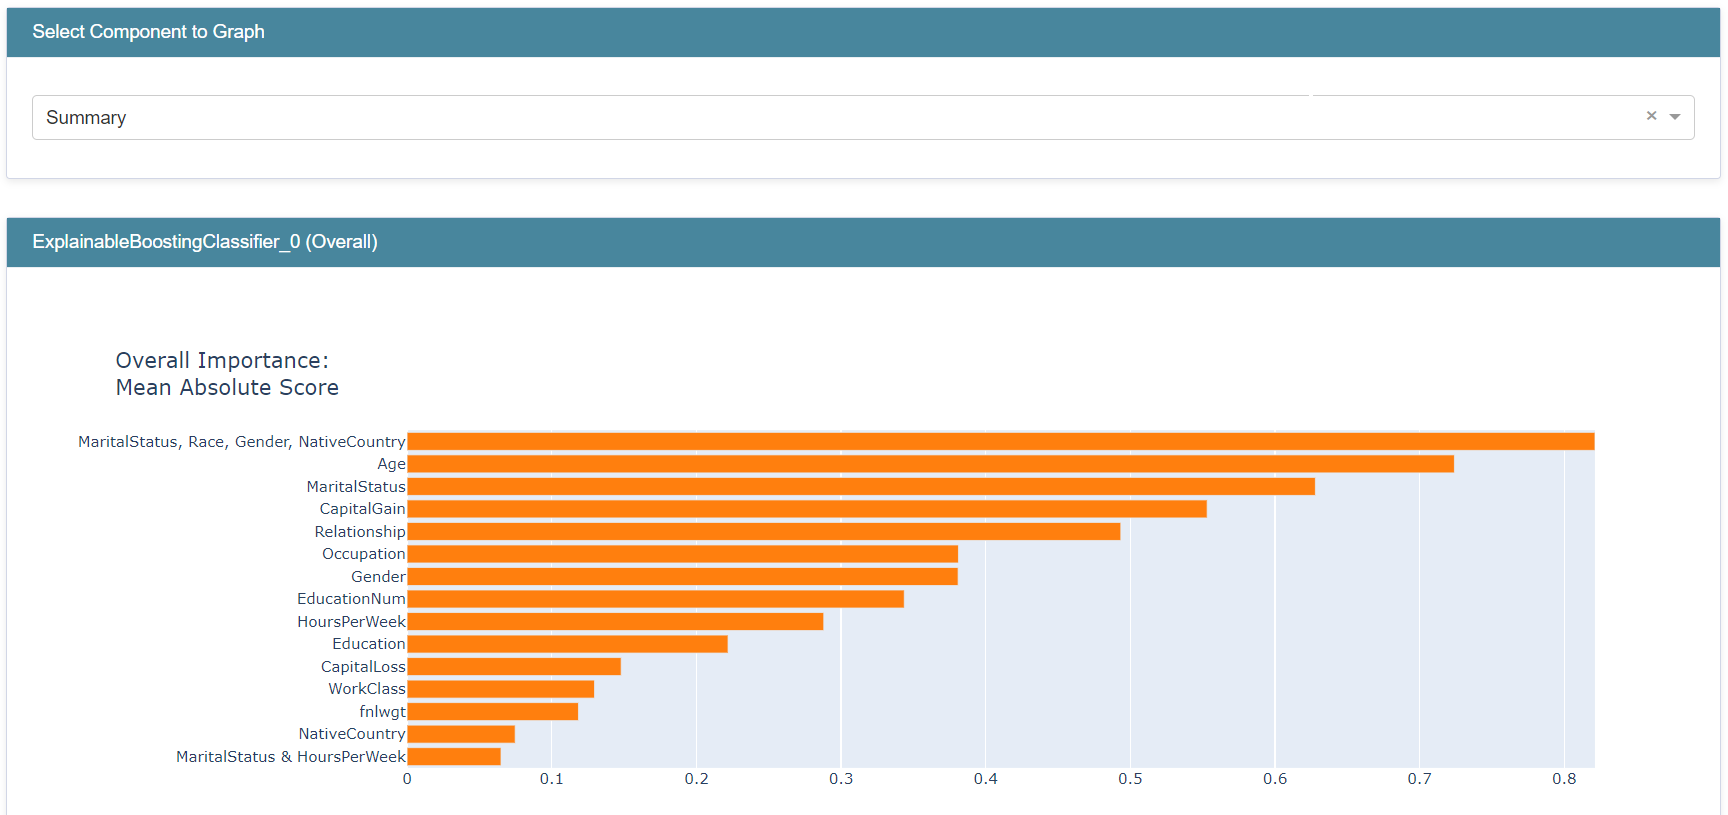 Select Component to Graph
Summary
ExplainableBoostingClassifier_0 (Overall)
Overall Importance:
Mean Absolute Score
MaritalStatus, Race, Gender, NativeCountry
Age
MaritalStatus
CapitalGain
Relationship
Occupation
Gender
EducationNum
HoursPerWeek
Education
CapitalLoss
WorkClass
fnlwgt
NativeCountry
MaritalStatus & HoursPerWeek
0 0.1 0.2 0.3 0.4 0.5 0.6 0.7 0.8